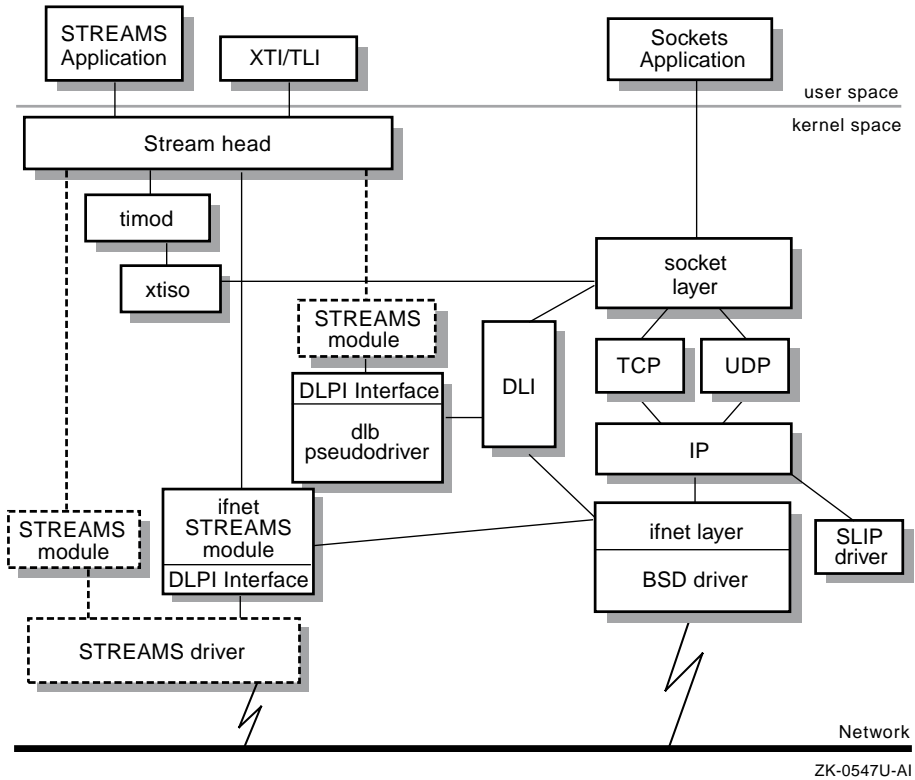 STREAMS
Application
XTI/TLI
Sockets
Application
user space
kernel space
Stream head
timod
xtiso
socket
layer
STREAMS
module
DLPI Interface
dlb
pseudodriver
DLI
TCP
UDP
IP
STREAMS
module
ifnet
STREAMS
module
DLPI Interface
ifnet layer
BSD driver
SLIP
driver
STREAMS driver
Network
ZK-0547U-AI